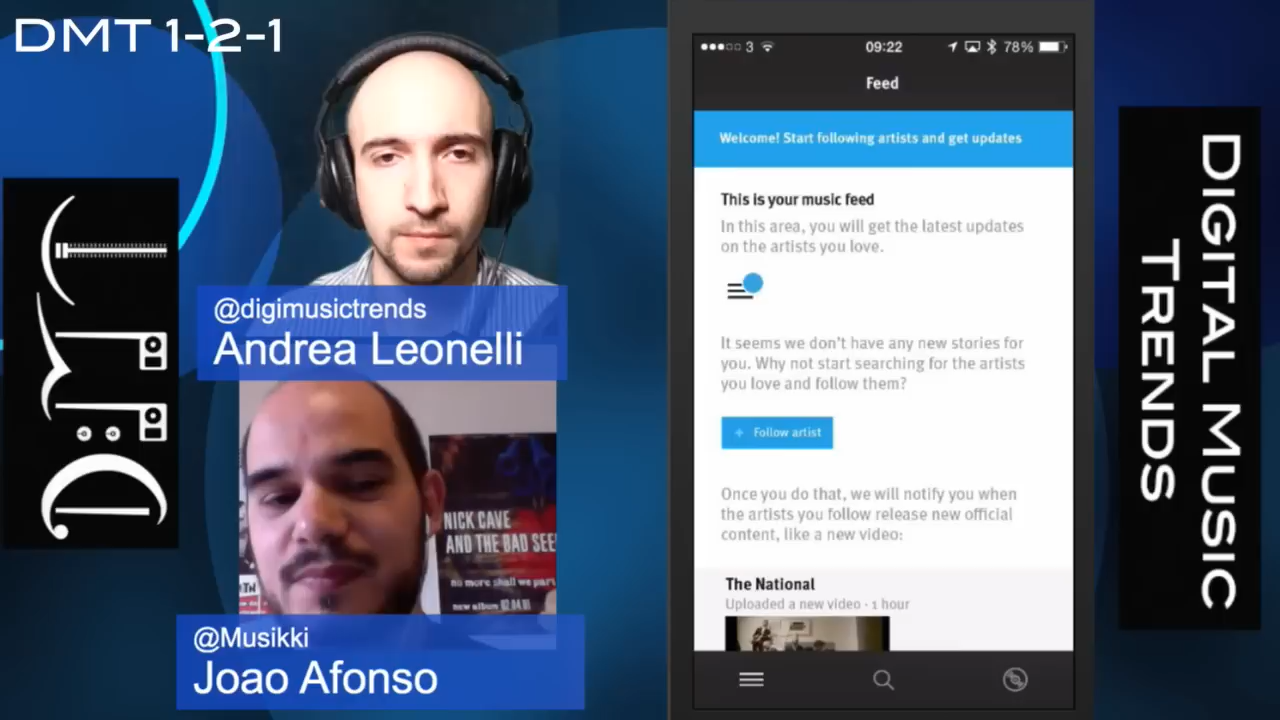 DMT 1-2-1
@digimusictrends
Andrea Leonelli
NICK CAVE
AND THE BAD SEE
no more shall we part
new album 02.04.01
@Musikki
Joao Afonso
3
09:22
78%
Feed
Welcome! Start following artists and get updates
This is your music feed
In this area, you will get the latest updates
on the artists you love.
It seems we don't have any new stories for
you. Why not start searching for the artists
you love and follow them?
+ Follow artist
Once you do that, we will notify you when
the artists you follow release new official
content, like a new video:
The National
Uploaded a new video · 1 hour
DIGITAL MUSIC
TRENDS